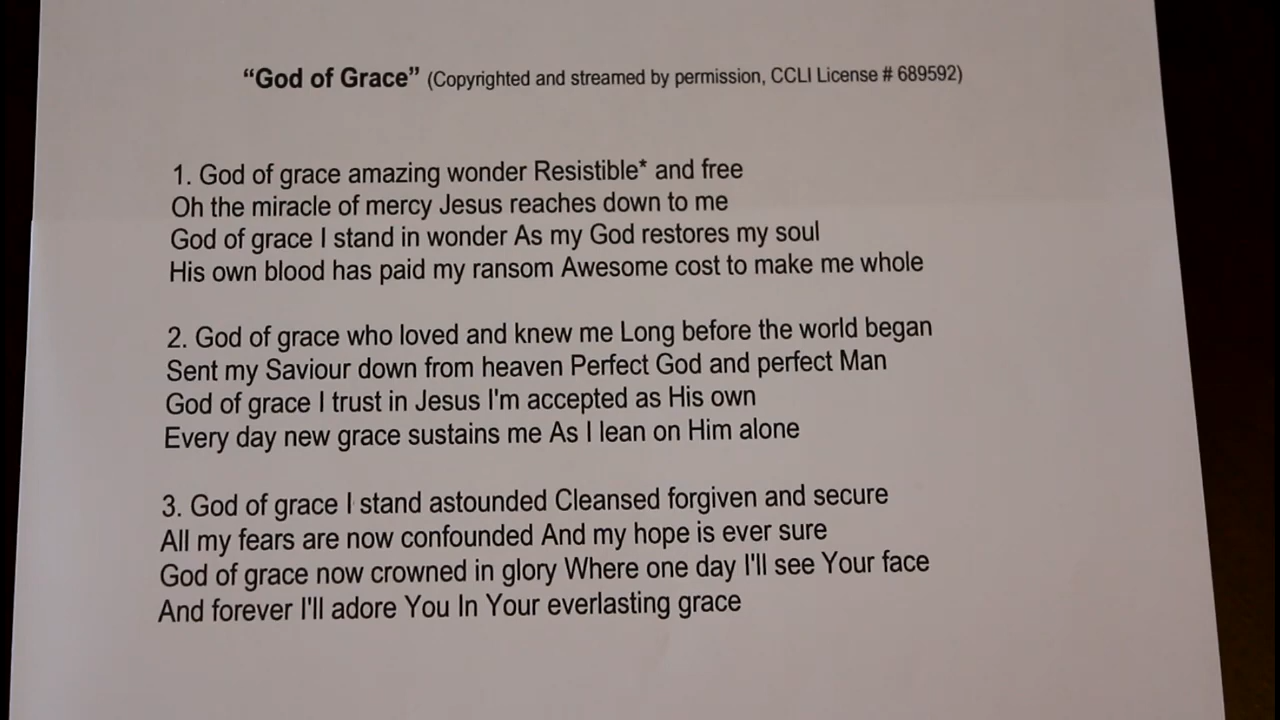 “God of Grace” (Copyrighted and streamed by permission, CCLI License # 689592)
1. God of grace amazing wonder Resistible* and free
Oh the miracle of mercy Jesus reaches down to me
God of grace I stand in wonder As my God restores my soul
His own blood has paid my ransom Awesome cost to make me whole
2. God of grace who loved and knew me Long before the world began
Sent my Saviour down from heaven Perfect God and perfect Man
God of grace I trust in Jesus I'm accepted as His own
Every day new grace sustains me As I lean on Him alone
3. God of grace I stand astounded Cleansed forgiven and secure
All my fears are now confounded And my hope is ever sure
God of grace now crowned in glory Where one day I'll see Your face
And forever I'll adore You In Your everlasting grace